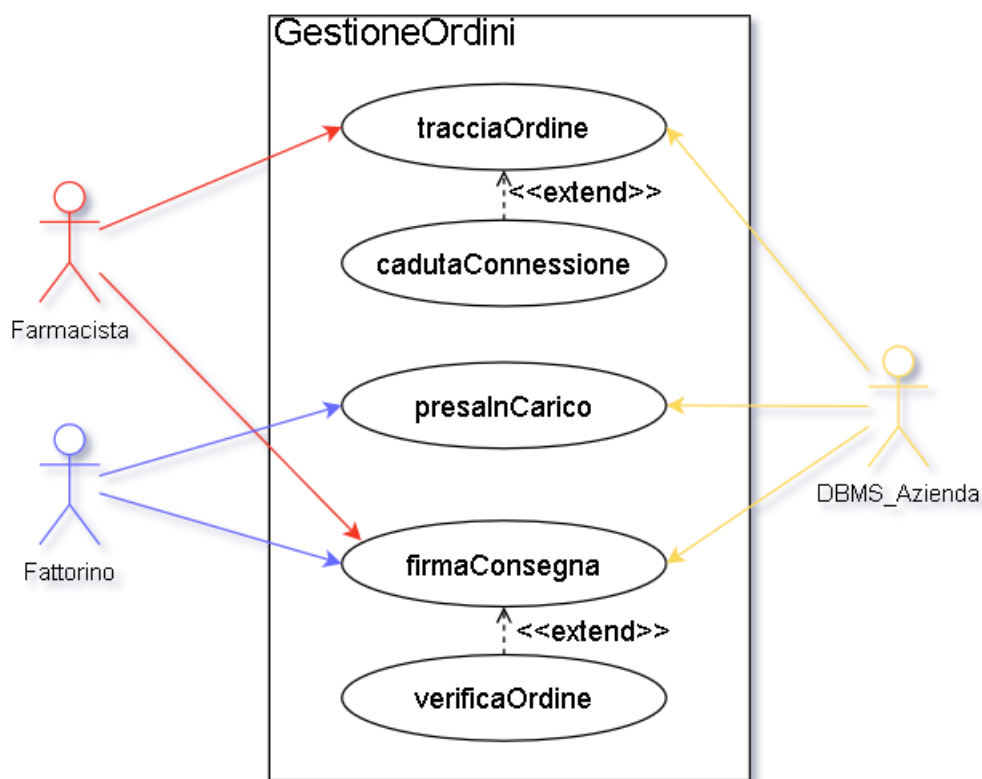 GestioneOrdini
tracciaOrdine
<<extend>>
cadutaConnessione
Farmacista
presaInCarico
DBMS_Azienda
firmaConsegna
Fattorino
<<extend>>
verificaOrdine